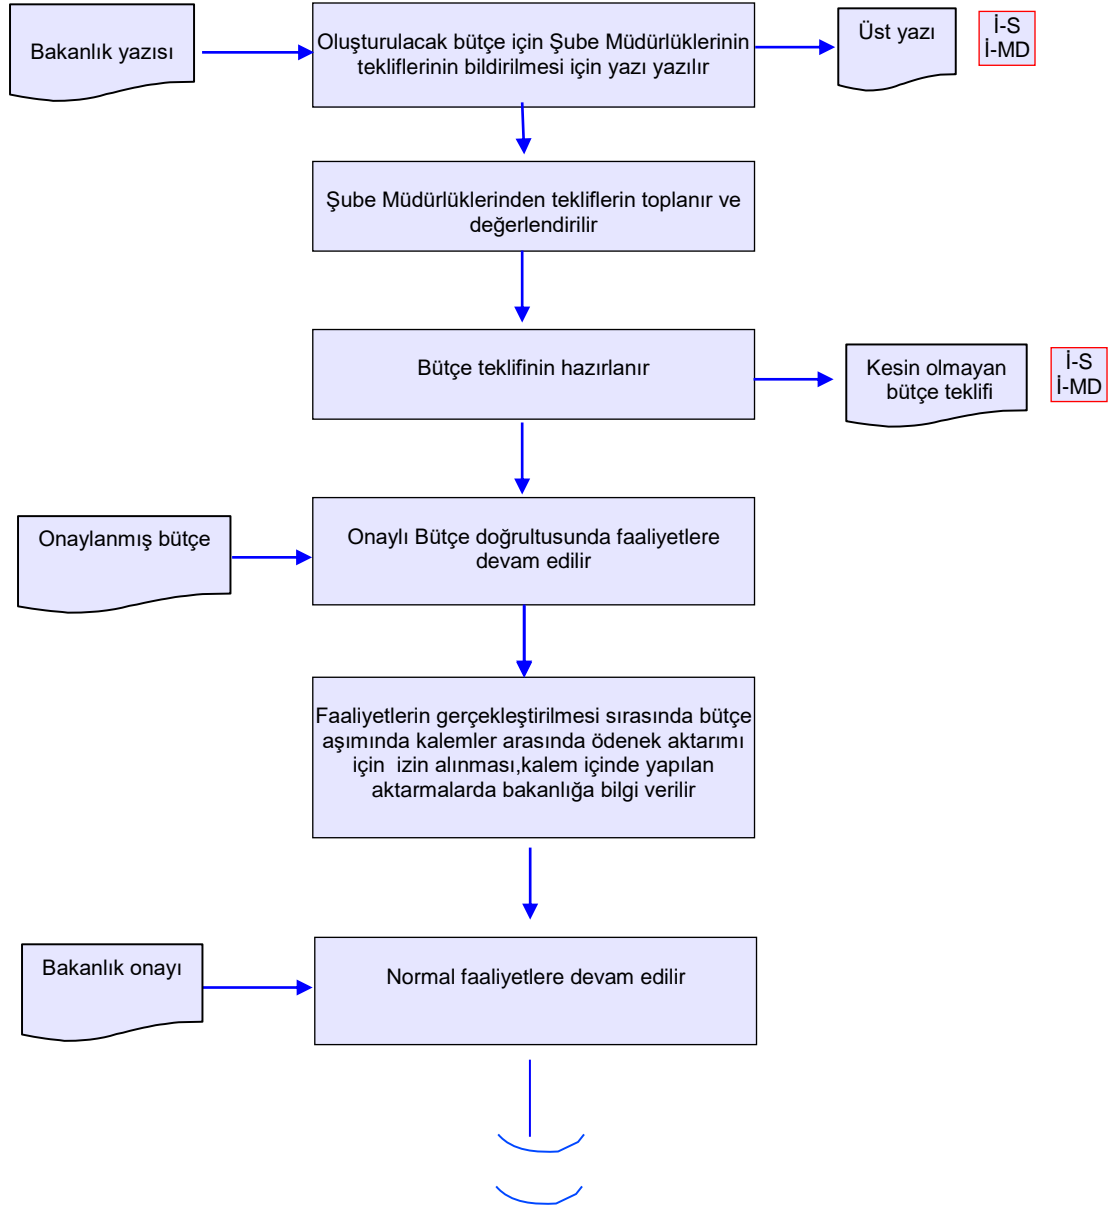 Bakanlık yazısı
Oluşturulacak bütçe için Şube Müdürlüklerinin
tekliflerinin bildirilmesi için yazı yazılır
Üst yazı
İ-S
İ-MD
Şube Müdürlüklerinden tekliflerin toplanır ve
değerlendirilir
Bütçe teklifinin hazırlanır
Kesin olmayan
bütçe teklifi
İ-S
İ-MD
Onaylanmış bütçe
Onaylı Bütçe doğrultusunda faaliyetlere
devam edilir
Faaliyetlerin gerçekleştirilmesi sırasında bütçe
aşımında kalemler arasında ödenek aktarımı
için  izin alınması,kalem içinde yapılan
aktarmalarda bakanlığa bilgi verilir
Bakanlık onayı
Normal faaliyetlere devam edilir